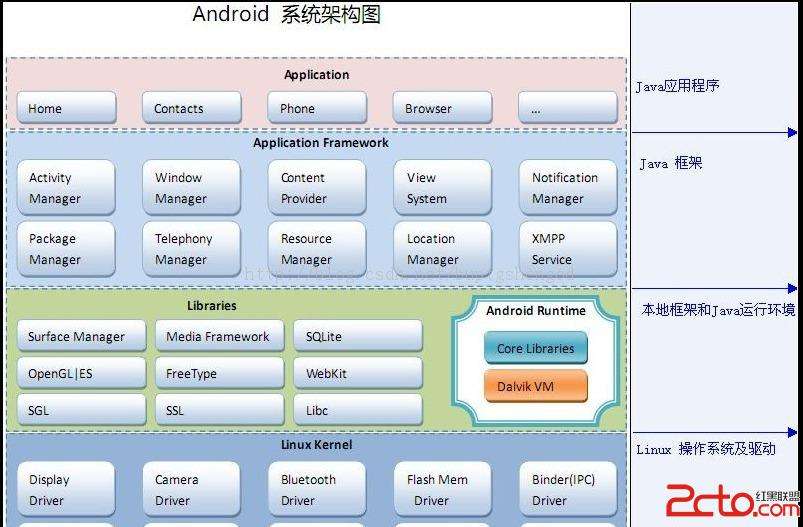 Android 系统架构图
Application
Home
Contacts
Phone
Browser
...
Java应用程序
Application Framework
Activity
Manager
Window
Manager
Content
Provider
View
System
Notification
Manager
Java 框架
Package
Manager
Telephony
Manager
Resource
Manager
Location
Manager
XMPP
Service
Libraries
Surface Manager
Media Framework
SQLite
OpenGL|ES
FreeType
WebKit
SGL
SSL
Libc
Android Runtime
Core Libraries
Dalvik VM
本地框架和Java运行环境
Linux Kernel
Display
Driver
Camera
Driver
Bluetooth
Driver
Flash Mem
Driver
Binder(IPC)
Driver
Linux 操作系统及驱动
2cto.com
红黑联盟